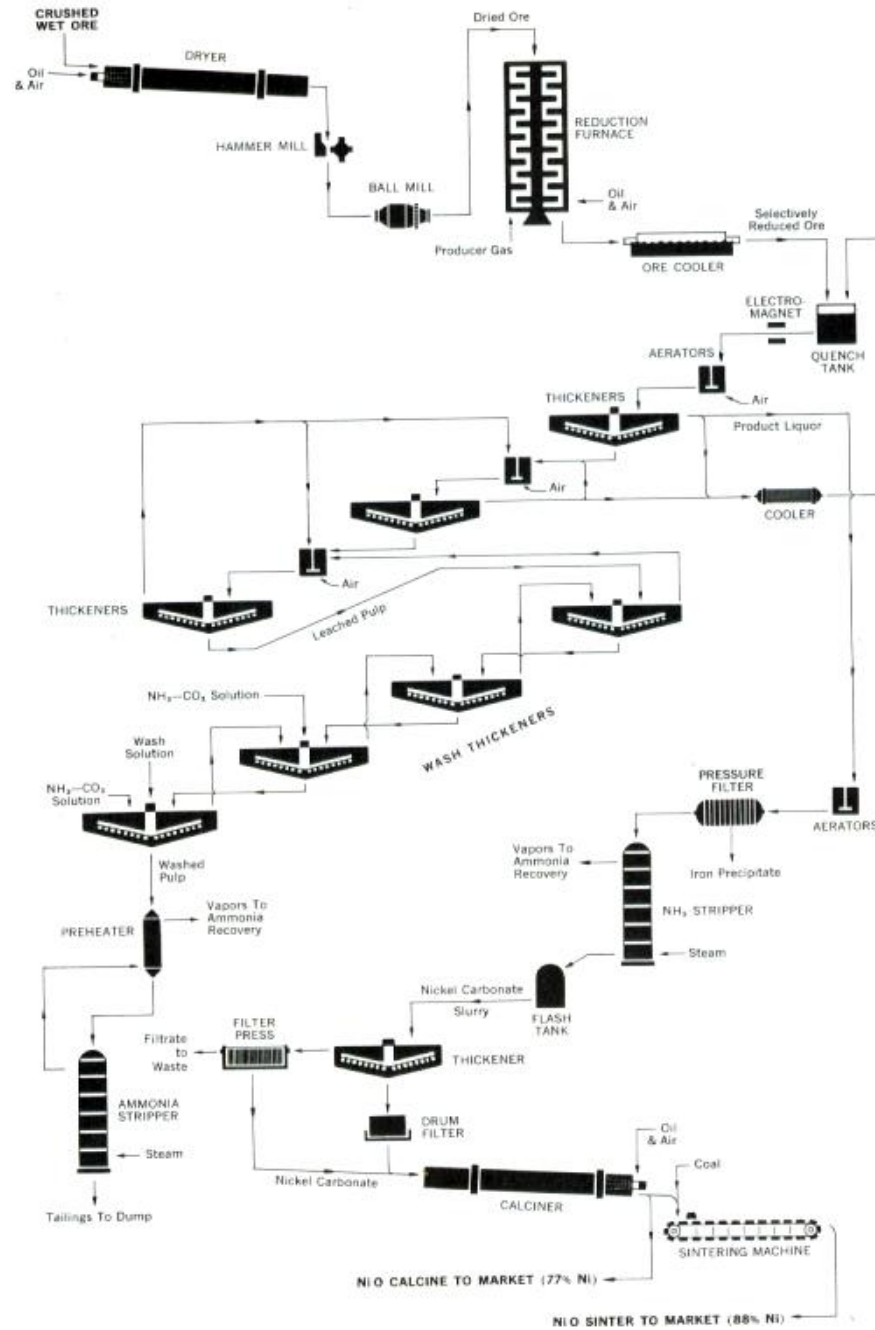 CRUSHED
WET ORE
Oil
& Air
DRYER
HAMMER MILL
BALL MILL
Dried Ore
REDUCTION
FURNACE
Oil
& Air
Producer Gas
Selectively
Reduced Ore
ORE COOLER
ELECTRO-
MAGNET
QUENCH
TANK
AERATORS
Air
THICKENERS
Product Liquor
Air
COOLER
Air
THICKENERS
Leached Pulp
NH₃—CO₂ Solution
WASH THICKENERS
Wash
Solution
NH₃—CO₂
Solution
PRESSURE
FILTER
AERATORS
Washed
Pulp
Vapors To
Ammonia
Recovery
Iron Precipitate
PREHEATER
Vapors To
Ammonia
Recovery
NH₃ STRIPPER
Steam
Nickel Carbonate
Slurry
FLASH
TANK
FILTER
PRESS
Filtrate
to
Waste
THICKENER
AMMONIA
STRIPPER
DRUM
FILTER
Oil
& Air
Steam
Coal
Nickel Carbonate
CALCINER
Tailings To Dump
SINTERING MACHINE
NiO CALCINE TO MARKET (77% Ni)
NiO SINTER TO MARKET (88% Ni)